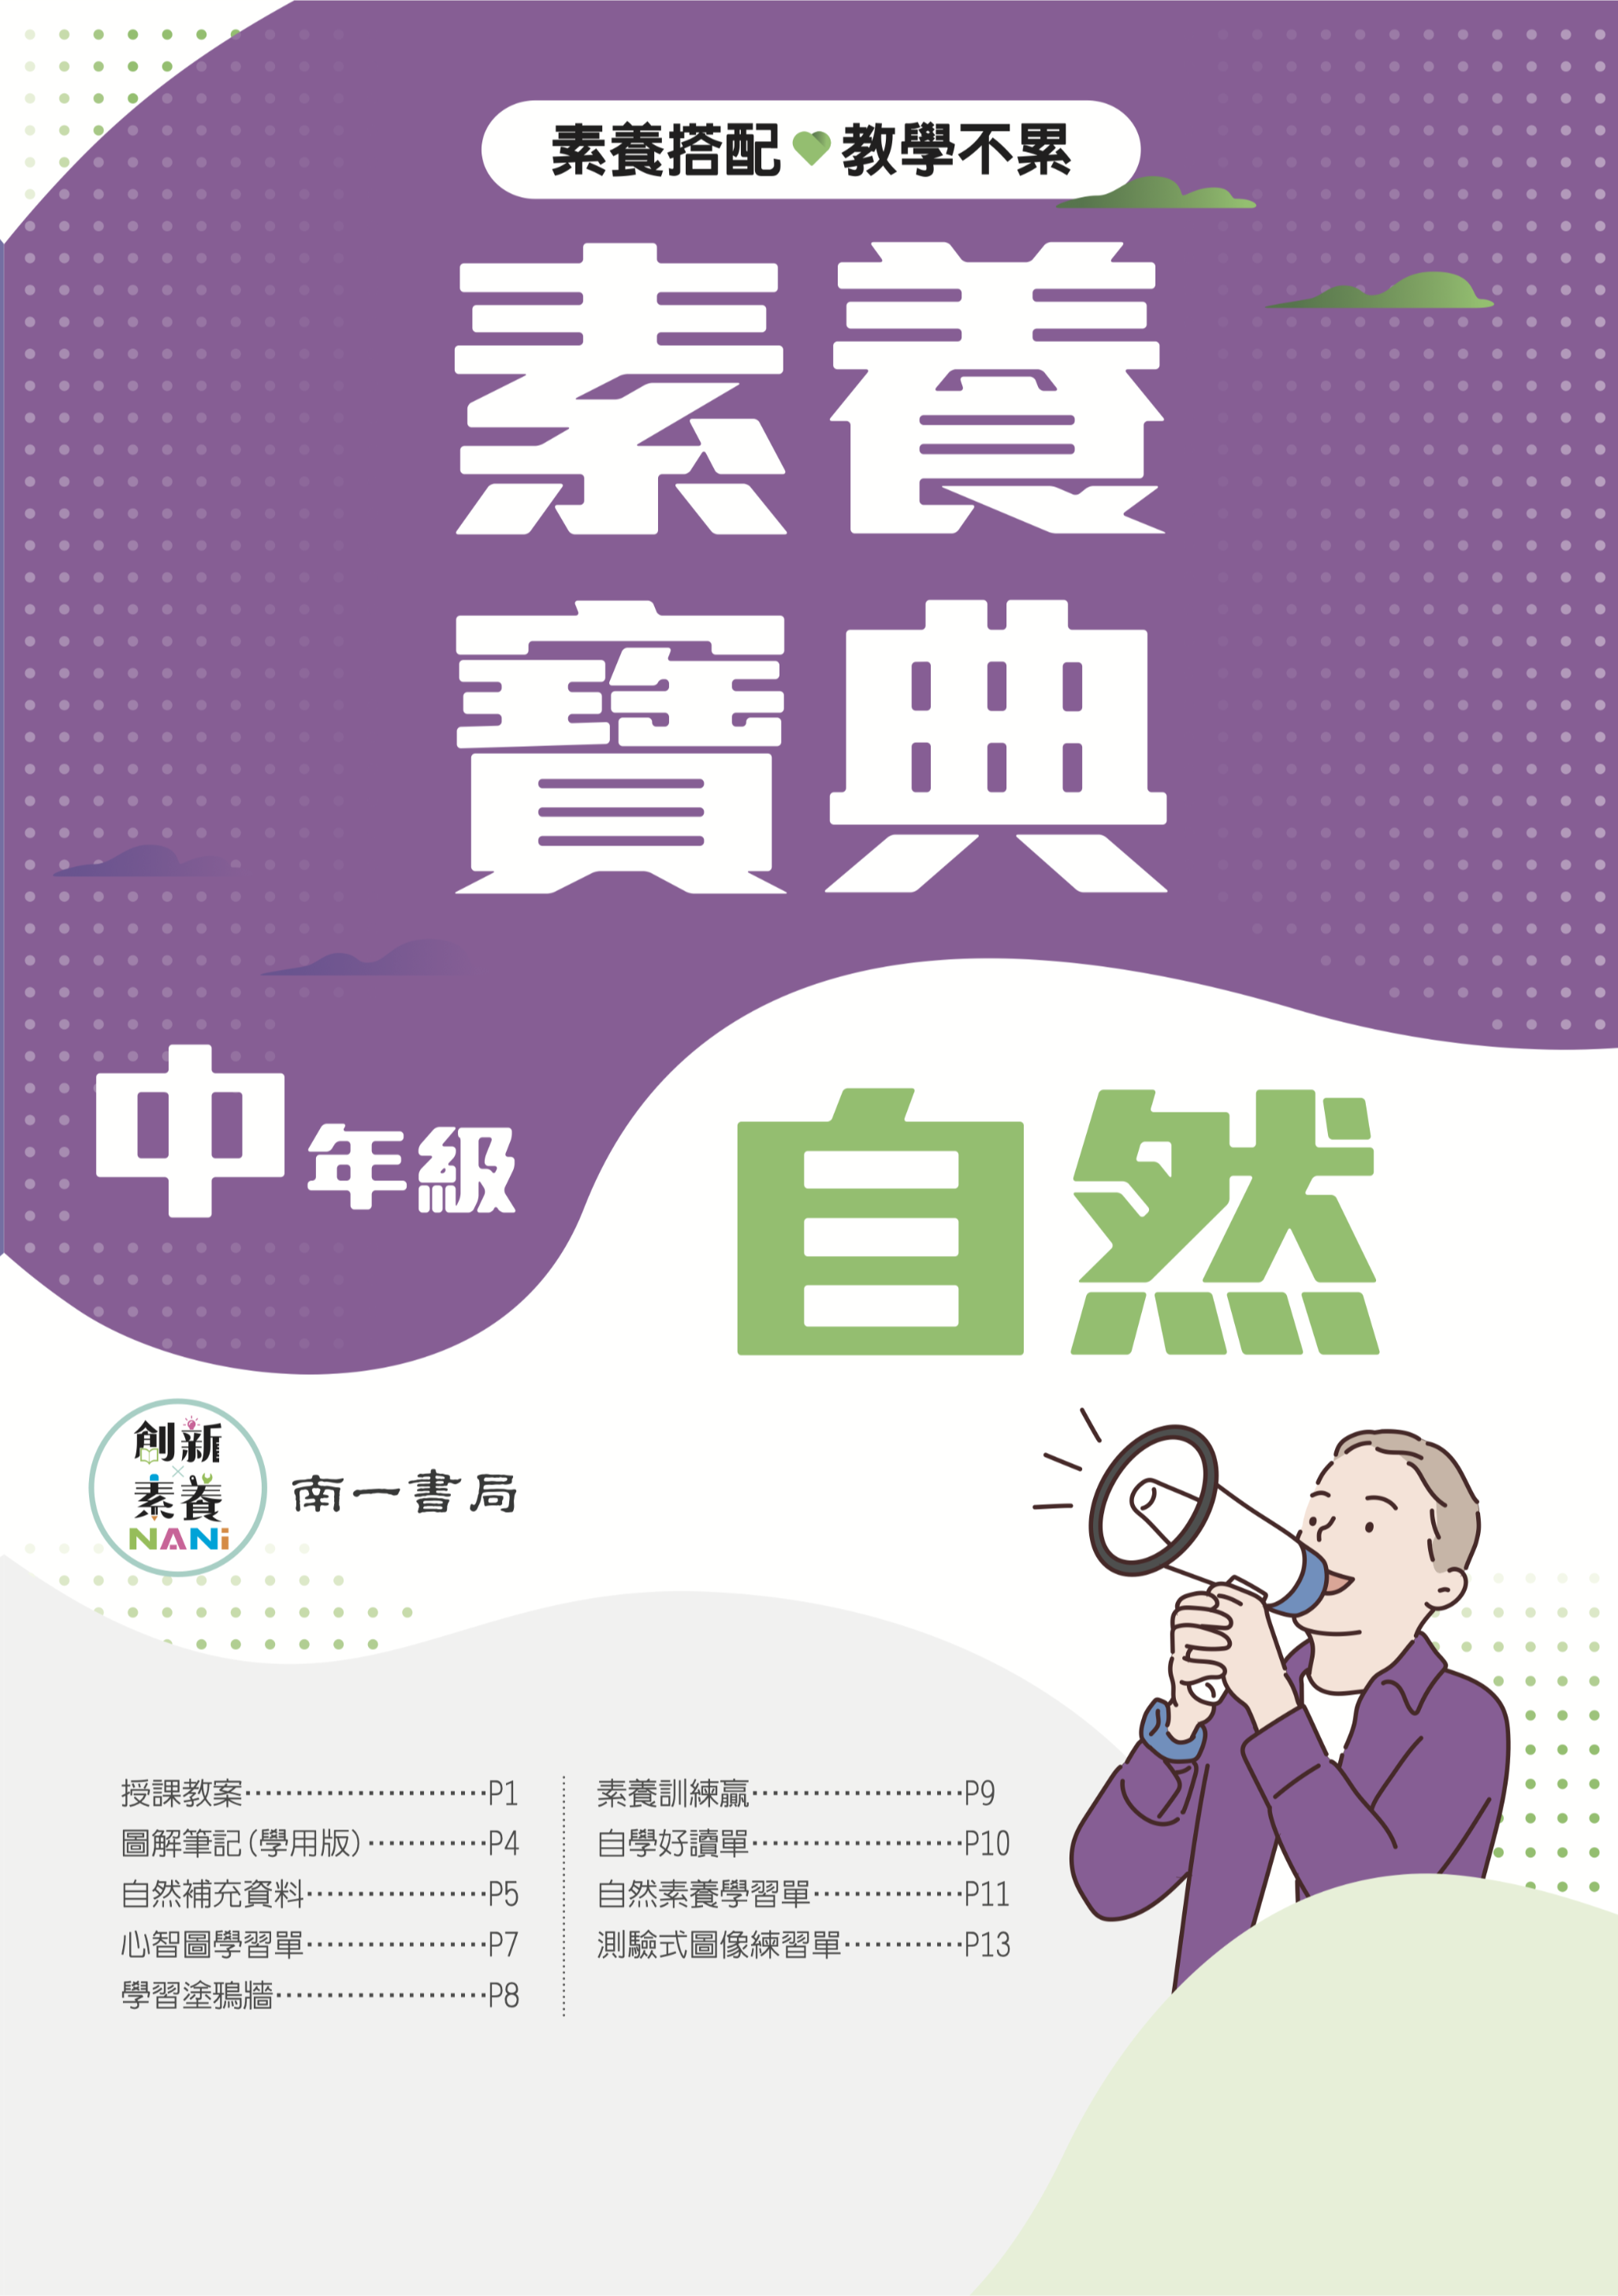 素養搭配 教學不累
素養
寶典
中年級
自然
創新
×
素養
NANi
南一書局
授課教案························P1
圖解筆記(學用版)············P4
自然補充資料··················P5
心智圖學習單··················P7
學習塗鴉牆·····················P8
素養訓練贏·····················P9
自學好讀單·····················P10
自然素養學習單···············P11
測驗式圖像練習單············P13